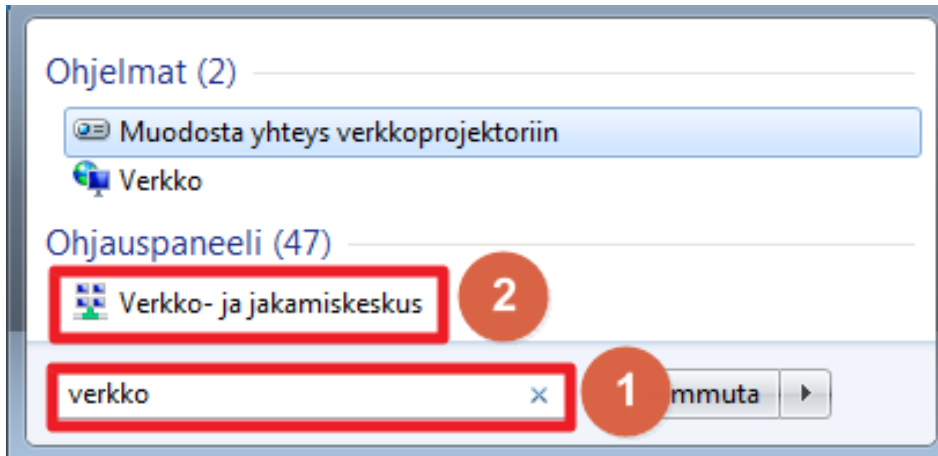 Ohjelmat (2)
Muodosta yhteys verkkoprojektoriin
Verkko
Ohjauspaneeli (47)
Verkko- ja jakamiskeskus
2
verkko
1
mmuta